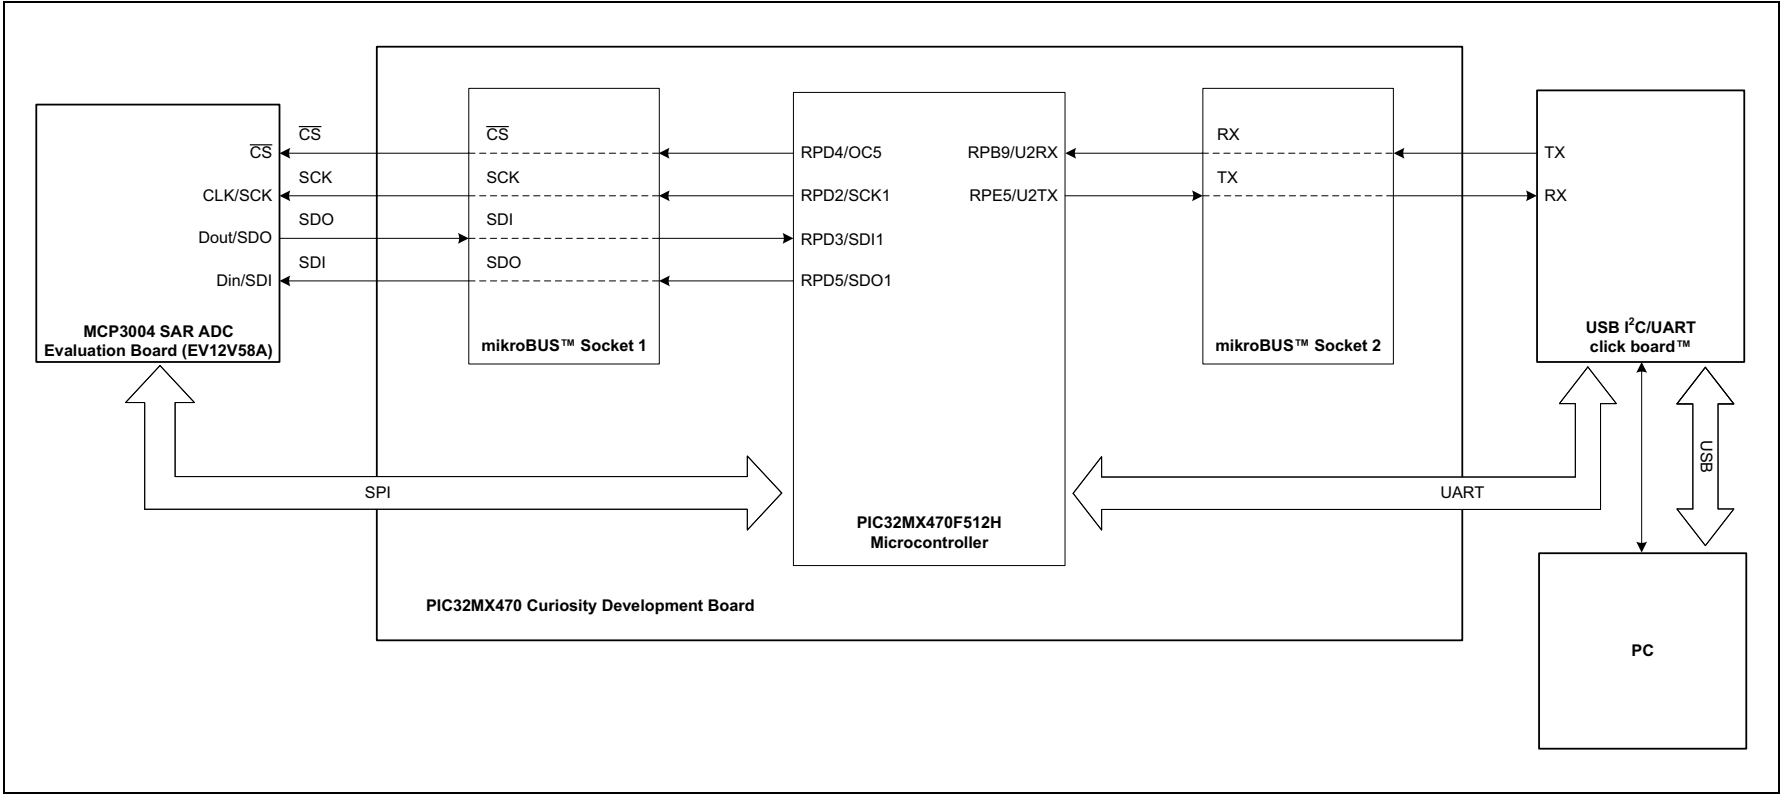 CS
CS
CS
RPD4/OC5
RPB9/U2RX
RX
TX
SCK
SCK
CLK/SCK
RPD2/SCK1
RPE5/U2TX
TX
RX
SDO
SDI
Dout/SDO
RPD3/SDI1
SDI
SDO
Din/SDI
RPD5/SDO1
MCP3004 SAR ADC
Evaluation Board (EV12V58A)
mikroBUS™ Socket 1
mikroBUS™ Socket 2
USB I²C/UART
click board™
SPI
UART
USB
PIC32MX470F512H
Microcontroller
PIC32MX470 Curiosity Development Board
PC